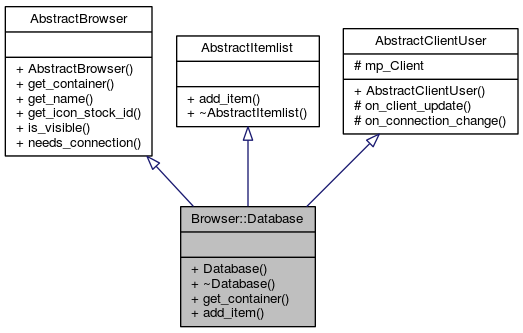 AbstractBrowser
+ AbstractBrowser()
+ get_container()
+ get_name()
+ get_icon_stock_id()
+ is_visible()
+ needs_connection()
AbstractItemlist
+ add_item()
+ ~AbstractItemlist()
AbstractClientUser
# mp_Client
+ AbstractClientUser()
# on_client_update()
# on_connection_change()
Browser::Database
+ Database()
+ ~Database()
+ get_container()
+ add_item()